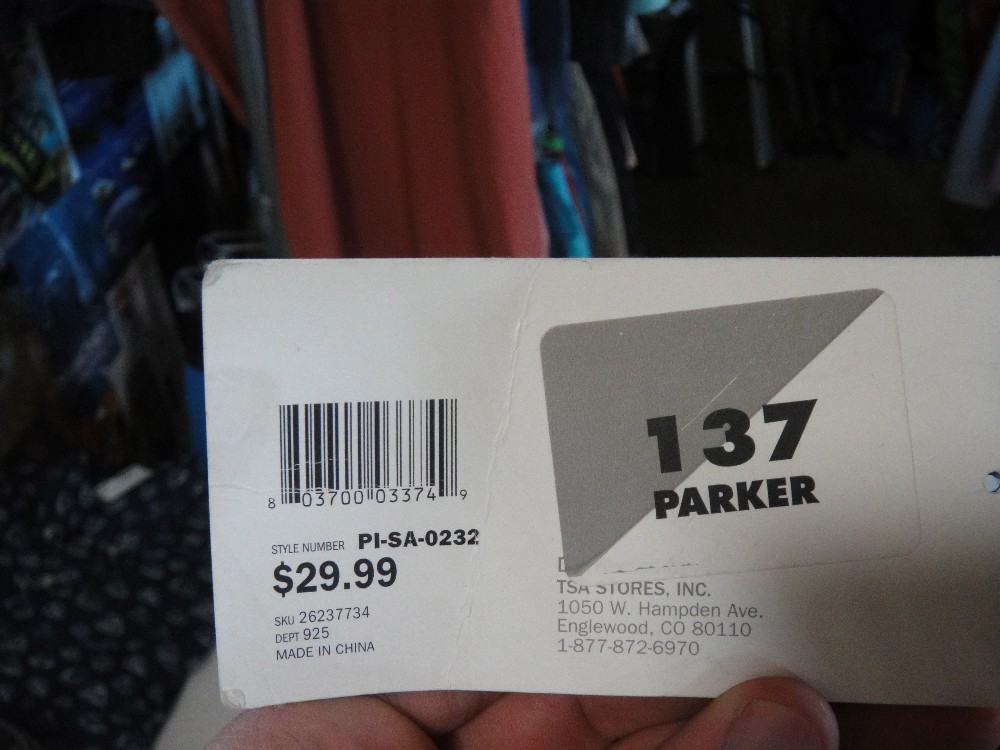 8 03700 03374 9
STYLE NUMBER PI-SA-0232
$29.99
SKU 26237734
DEPT 925
MADE IN CHINA
137
PARKER
TSA STORES, INC.
1050 W. Hampden Ave.
Englewood, CO 80110
1-877-872-6970